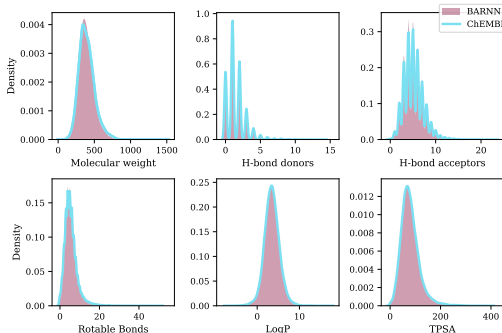 BARNN
ChEMBL
0.004
0.003
0.002
0.001
0.000
Density
0 500 1000 1500
Molecular weight
1.0
0.8
0.6
0.4
0.2
0.0
0 5 10 15
H-bond donors
0.3
0.2
0.1
0.0
0 10 20
H-bond acceptors
0.15
0.10
0.05
0.00
Density
0 20 40
Rotable Bonds
0.25
0.20
0.15
0.10
0.05
0.00
0 10
LogP
0.012
0.010
0.008
0.006
0.004
0.002
0.000
0 200 400
TPSA